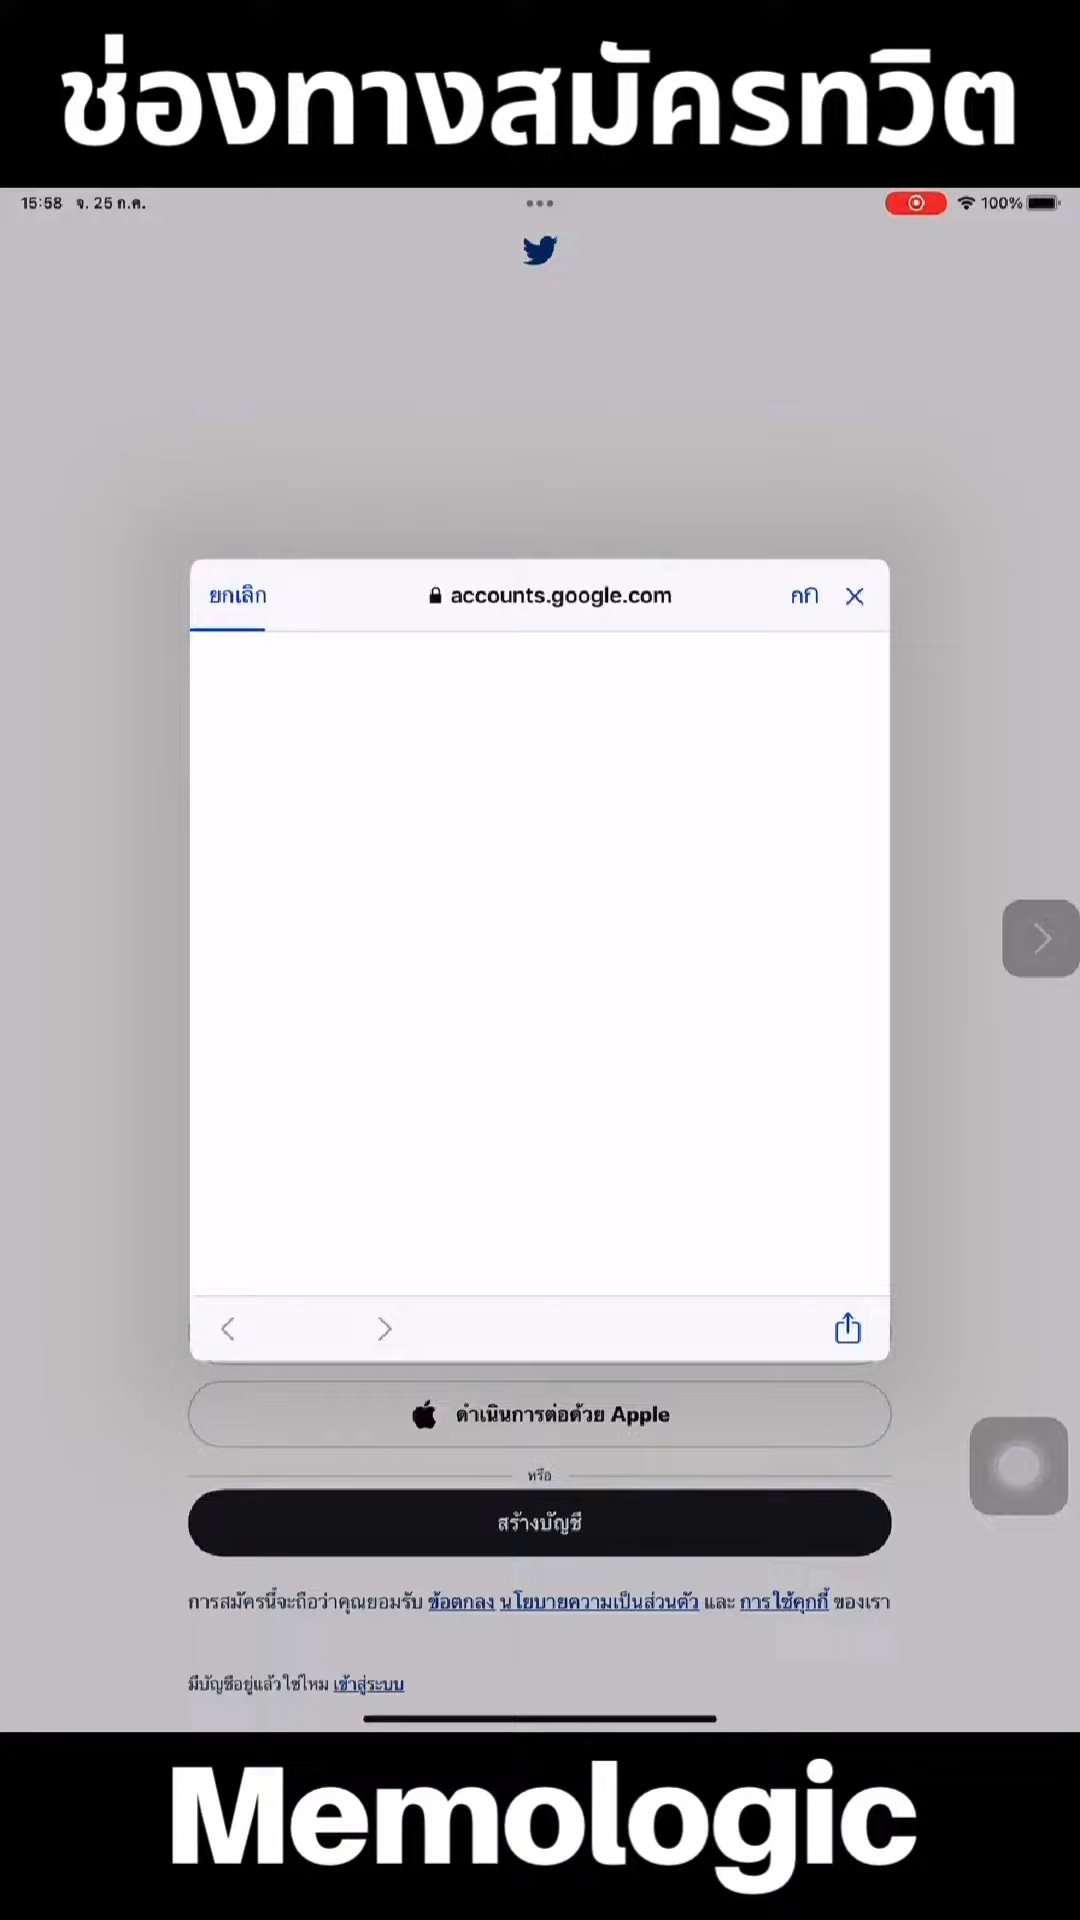 ช่องทางสมัครทวิต
15:58 จ. 25 ก.ค.
100%
ยกเลิก
accounts.google.com
กก
ดำเนินการต่อด้วย Apple
หรือ
สร้างบัญชี
การสมัครนี้จะถือว่าคุณยอมรับ ข้อตกลง นโยบายความเป็นส่วนตัว และ การใช้คุกกี้ ของเรา
มีบัญชีอยู่แล้วใช่ไหม เข้าสู่ระบบ
Memologic